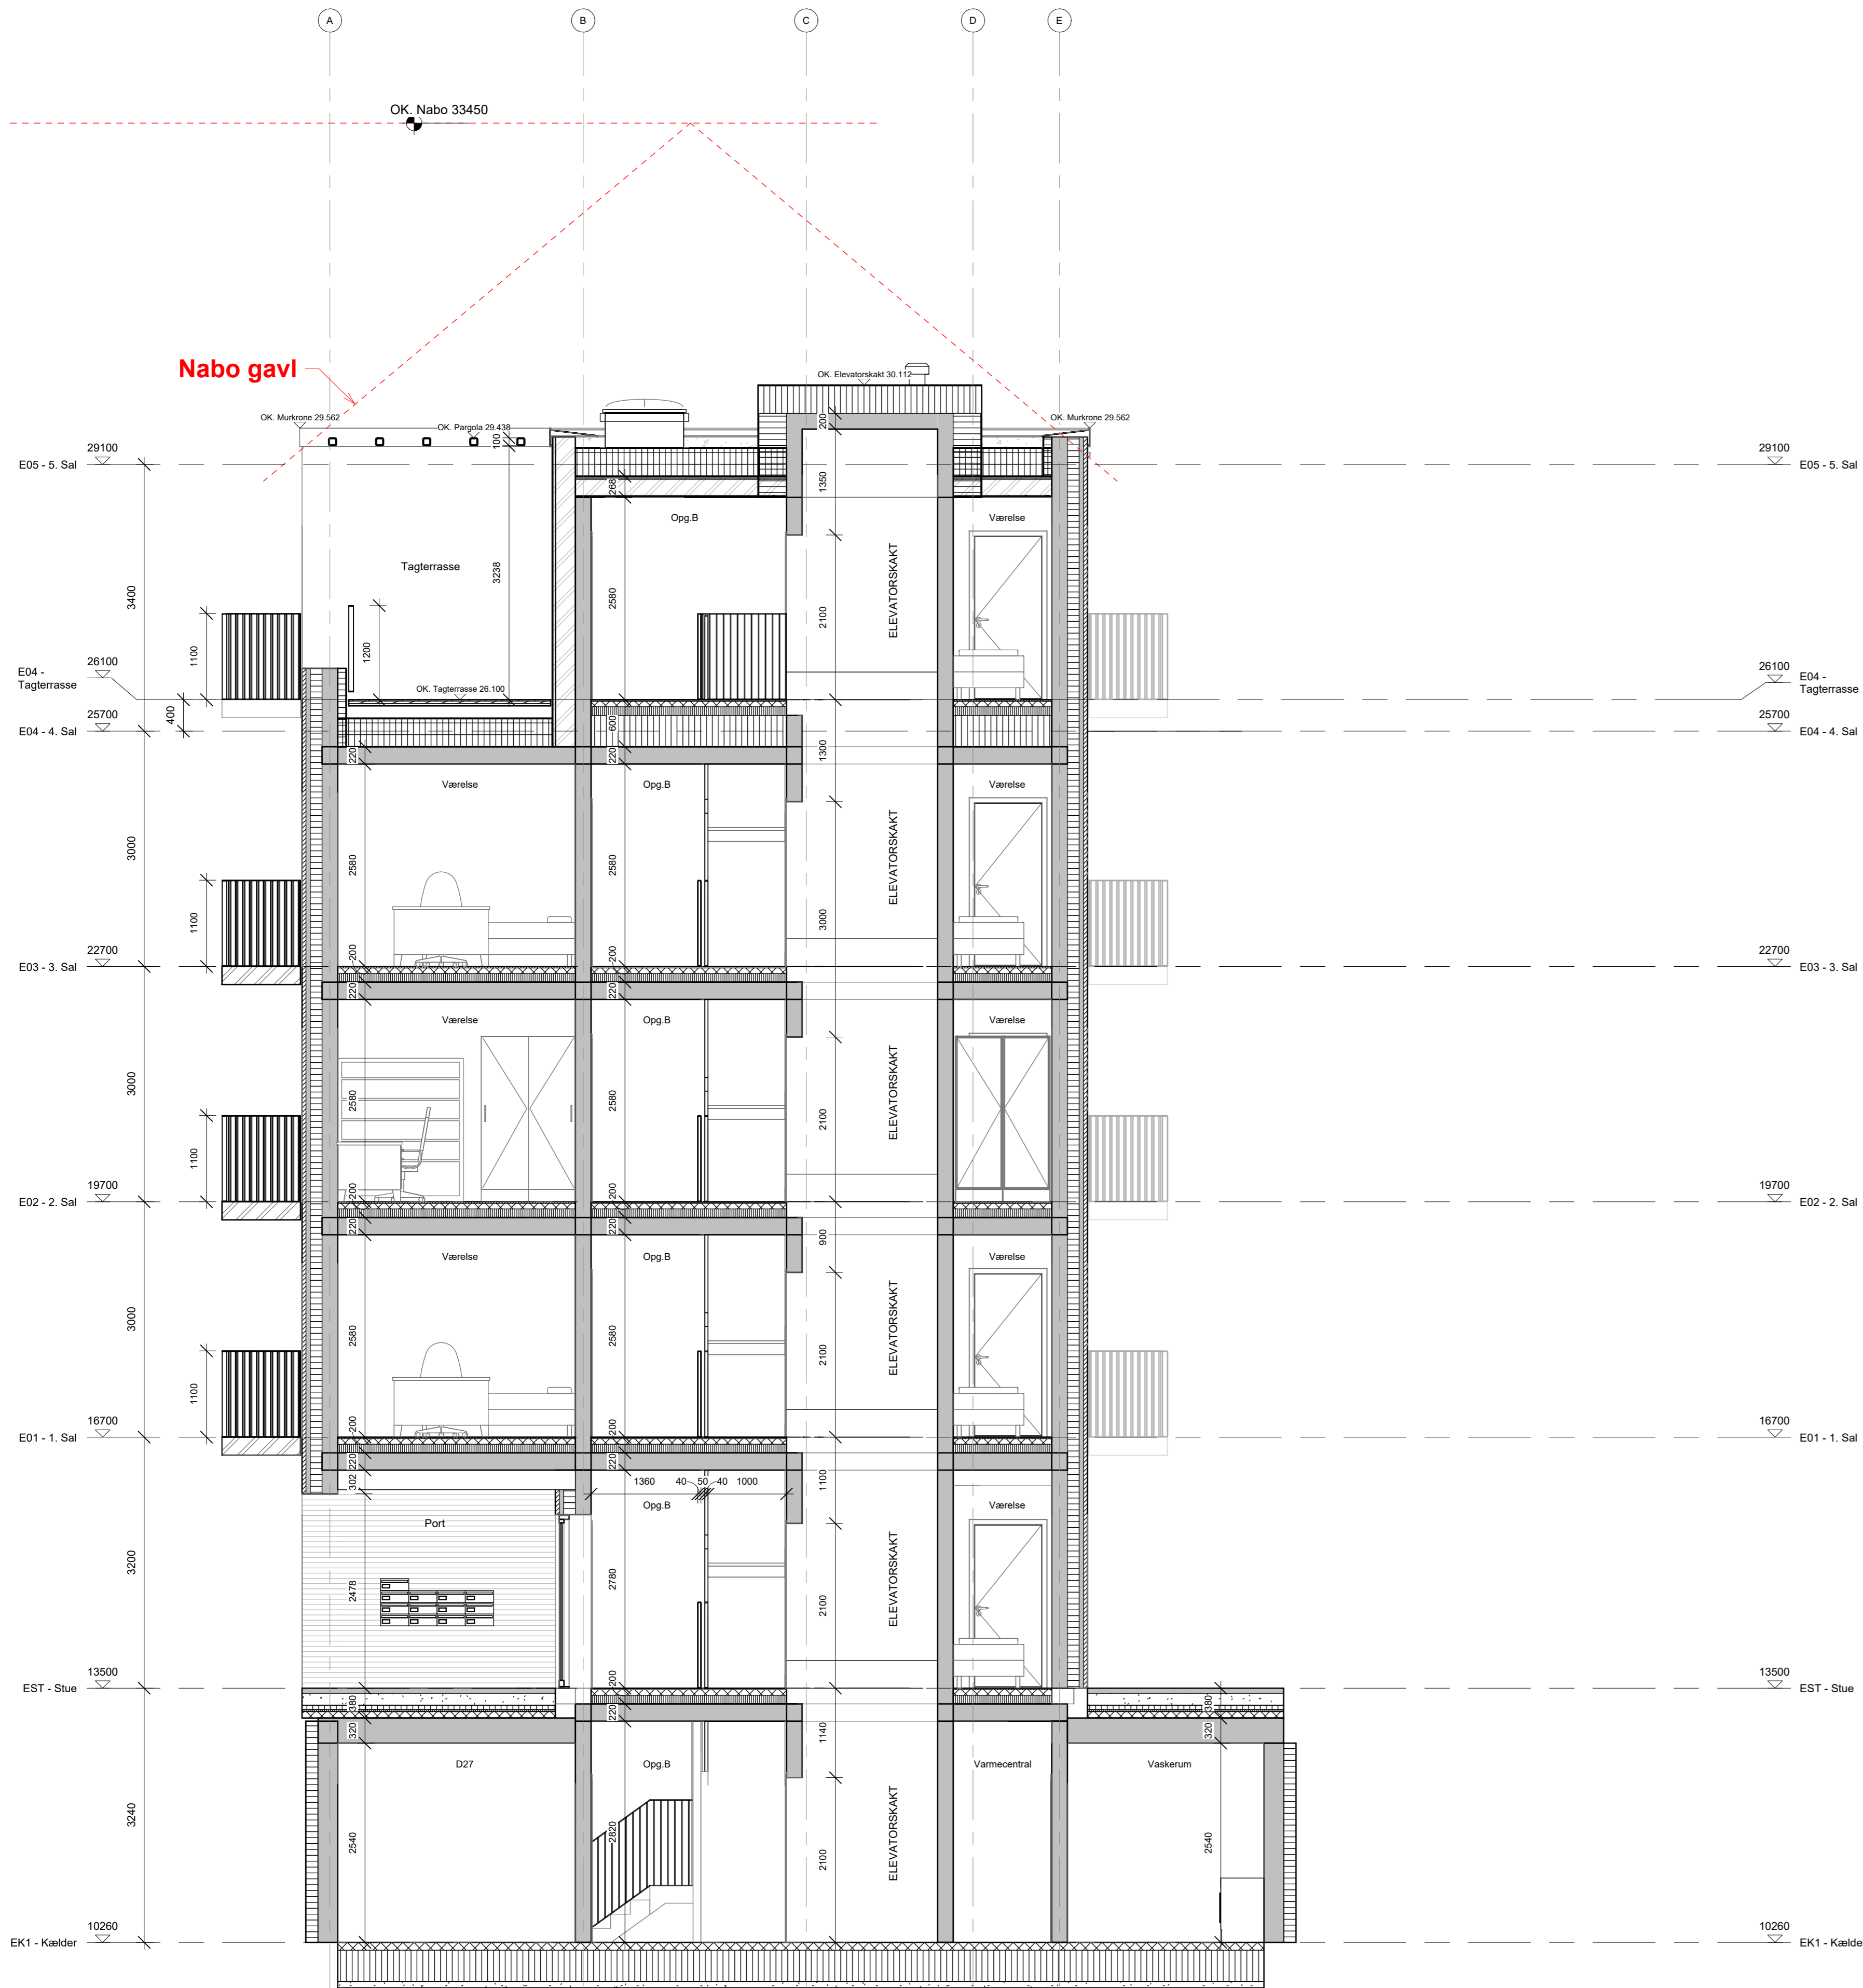 A
B
C
D
E
OK. Nabo 33450
Nabo gavl
OK. Elevatorskakt 30.112
OK. Murkrone 29.562
OK. Murkrone 29.562
OK. Pargola 29.438
100
200
29100
E05 - 5. Sal
29100
E05 - 5. Sal
268
1350
Opg.B
Værelse
Tagterrasse
3238
2580
2100
ELEVATORSKAKT
3400
1100
1200
26100
E04 -
Tagterrasse
26100
E04 -
Tagterrasse
OK. Tagterrasse 26.100
400
25700
E04 - 4. Sal
25700
E04 - 4. Sal
600
220
220
1300
Værelse
Opg.B
Værelse
3000
2580
2580
ELEVATORSKAKT
1100
3000
200
200
22700
E03 - 3. Sal
22700
E03 - 3. Sal
220
220
Værelse
Opg.B
Værelse
3000
2580
2580
2100
ELEVATORSKAKT
1100
200
200
19700
E02 - 2. Sal
19700
E02 - 2. Sal
220
220
900
Værelse
Opg.B
Værelse
3000
2580
2580
2100
ELEVATORSKAKT
1100
200
200
16700
E01 - 1. Sal
16700
E01 - 1. Sal
220
220
302
1360
40
50
40
1000
1100
Port
Opg.B
Værelse
3200
2478
2780
2100
ELEVATORSKAKT
200
13500
EST - Stue
13500
EST - Stue
380
380
220
320
320
1140
D27
Opg.B
Varmecentral
Vaskerum
3240
2540
2820
2100
ELEVATORSKAKT
2540
10260
EK1 - Kælder
10260
EK1 - Kælde